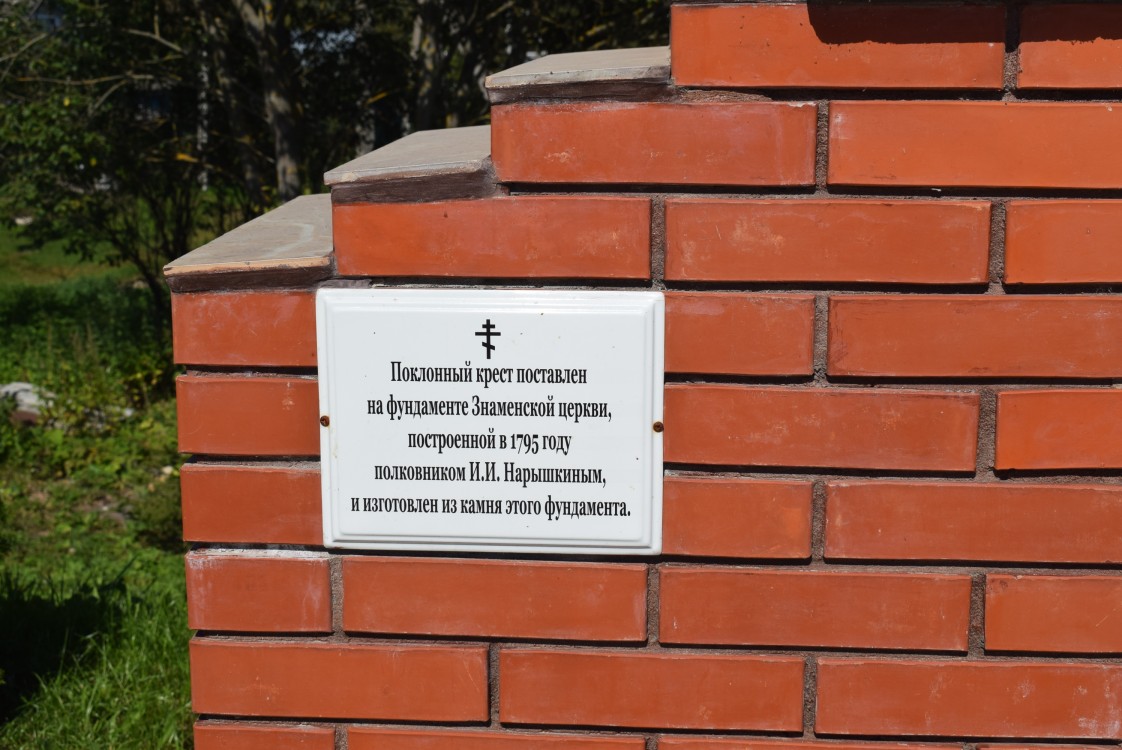 Поклонный крест поставлен
на фундаменте Знаменской церкви,
построенной в 1795 году
полковником И.И. Нарышкиным,
и изготовлен из камня этого фундамента.